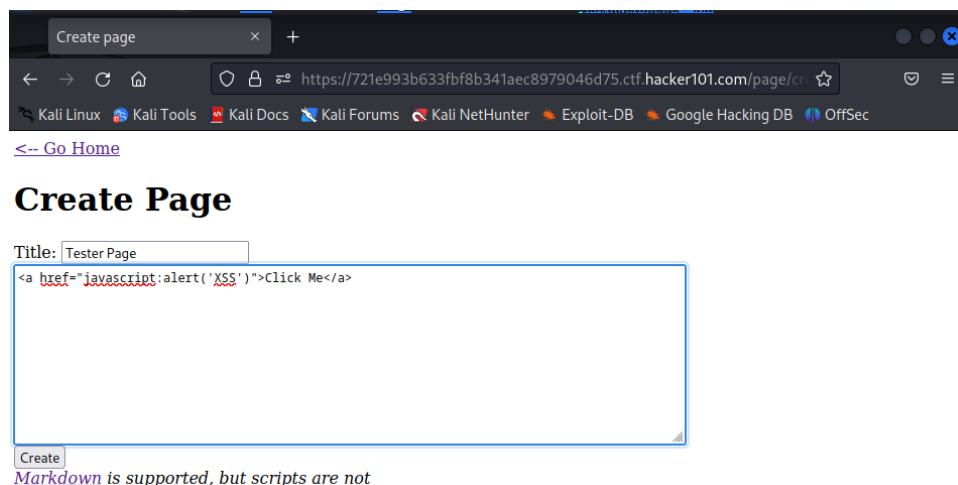 Create page × +
https://721e993b633fbf8b341aec8979046d75.ctf.hacker101.com/page/cr
Kali Linux Kali Tools Kali Docs Kali Forums Kali NetHunter Exploit-DB Google Hacking DB OffSec
<-- Go Home
Create Page
Title: Tester Page
<a href="javascript:alert('XSS')">Click Me</a>
Create
Markdown is supported, but scripts are not